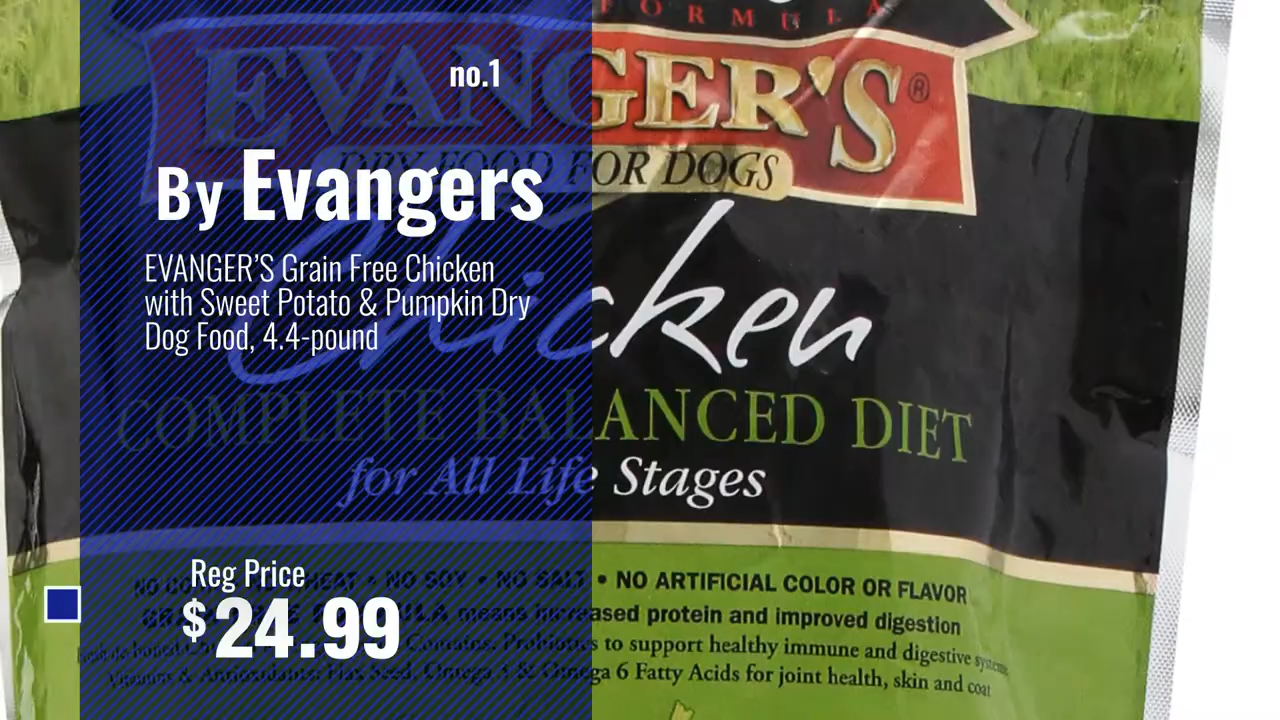 FORMULA
EVANGER'S®
no.1
DRY FOOD FOR DOGS
By Evangers
EVANGER'S Grain Free Chicken
with Sweet Potato & Pumpkin Dry
Dog Food, 4.4-pound
Chicken
COMPLETE BALANCED DIET
for All Life Stages
Reg Price
$24.99
NO WHEAT • NO SOY • NO SALT • NO ARTIFICIAL COLOR OR FLAVOR
means increased protein and improved digestion
Contains: Probiotics to support healthy immune and digestive systems
Vitamins & Antioxidants, Flax Seed, Omega 3 & Omega 6 Fatty Acids for joint health, skin and coat